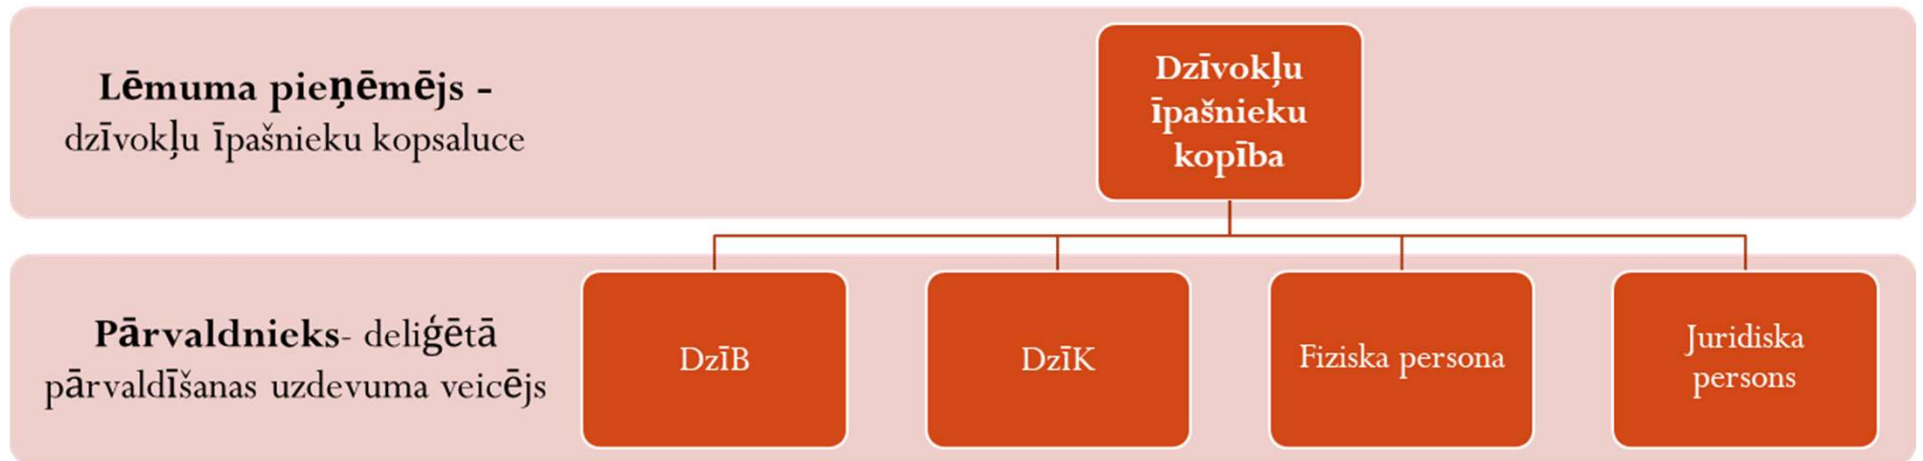 Lēmuma pieņēmējs -
dzīvokļu īpašnieku kopsaluce
Dzīvokļu
īpašnieku
kopība
Pārvaldnieks- deliģētā
pārvaldīšanas uzdevuma veicējs
DzīB
DzīK
Fiziska persona
Juridiska
persons